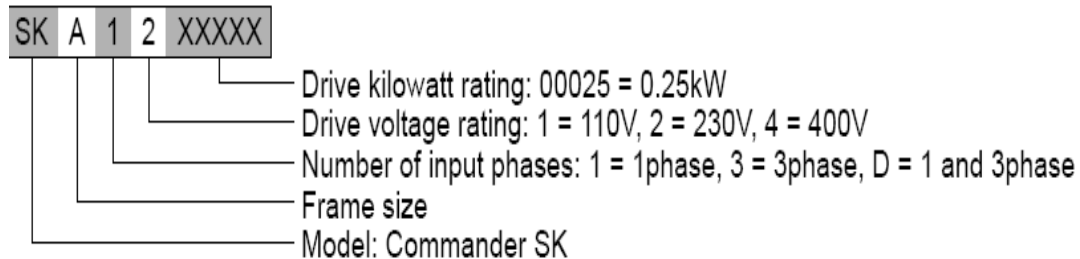 SK A 1 2 XXXXX
Drive kilowatt rating: 00025 = 0.25kW
Drive voltage rating: 1 = 110V, 2 = 230V, 4 = 400V
Number of input phases: 1 = 1phase, 3 = 3phase, D = 1 and 3phase
Frame size
Model: Commander SK